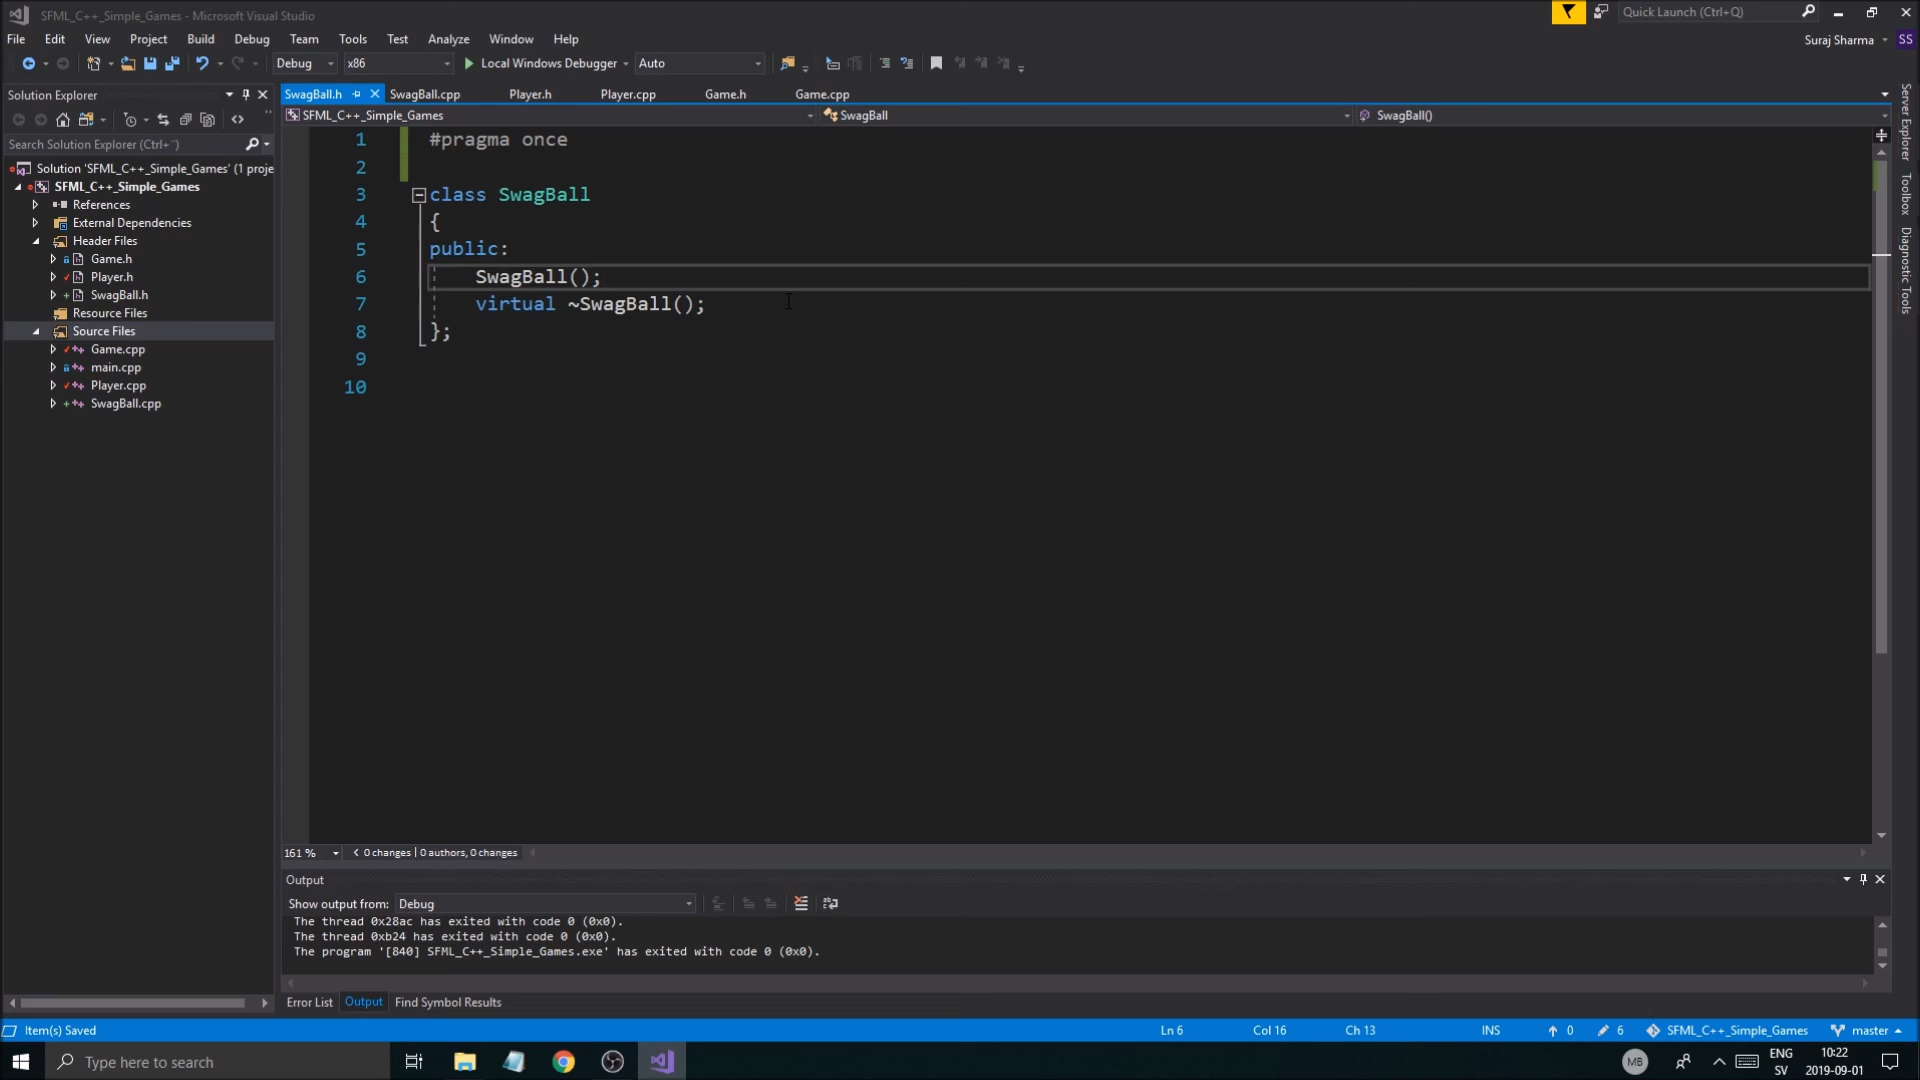 SFML_C++_Simple_Games - Microsoft Visual Studio
Quick Launch (Ctrl+Q)
File Edit View Project Build Debug Team Tools Test Analyze Window Help
Suraj Sharma SS
Debug x86 Local Windows Debugger Auto
Solution Explorer
Search Solution Explorer (Ctrl+¨)
Solution 'SFML_C++_Simple_Games' (1 proje
SFML_C++_Simple_Games
References
External Dependencies
Header Files
Game.h
Player.h
SwagBall.h
Resource Files
Source Files
Game.cpp
main.cpp
Player.cpp
SwagBall.cpp
SwagBall.h SwagBall.cpp Player.h Player.cpp Game.h Game.cpp
SFML_C++_Simple_Games SwagBall SwagBall()
1 #pragma once
2
3 class SwagBall
4 {
5 public:
6 SwagBall();
7 virtual ~SwagBall();
8 };
9
10
161 % 0 changes | 0 authors, 0 changes
Output
Show output from: Debug
The thread 0x28ac has exited with code 0 (0x0).
The thread 0xb24 has exited with code 0 (0x0).
The program '[840] SFML_C++_Simple_Games.exe' has exited with code 0 (0x0).
Error List Output Find Symbol Results
Server Explorer
Toolbox
Diagnostic Tools
Item(s) Saved Ln 6 Col 16 Ch 13 INS 0 6 SFML_C++_Simple_Games master
Type here to search
MB
ENG
SV
10:22
2019-09-01